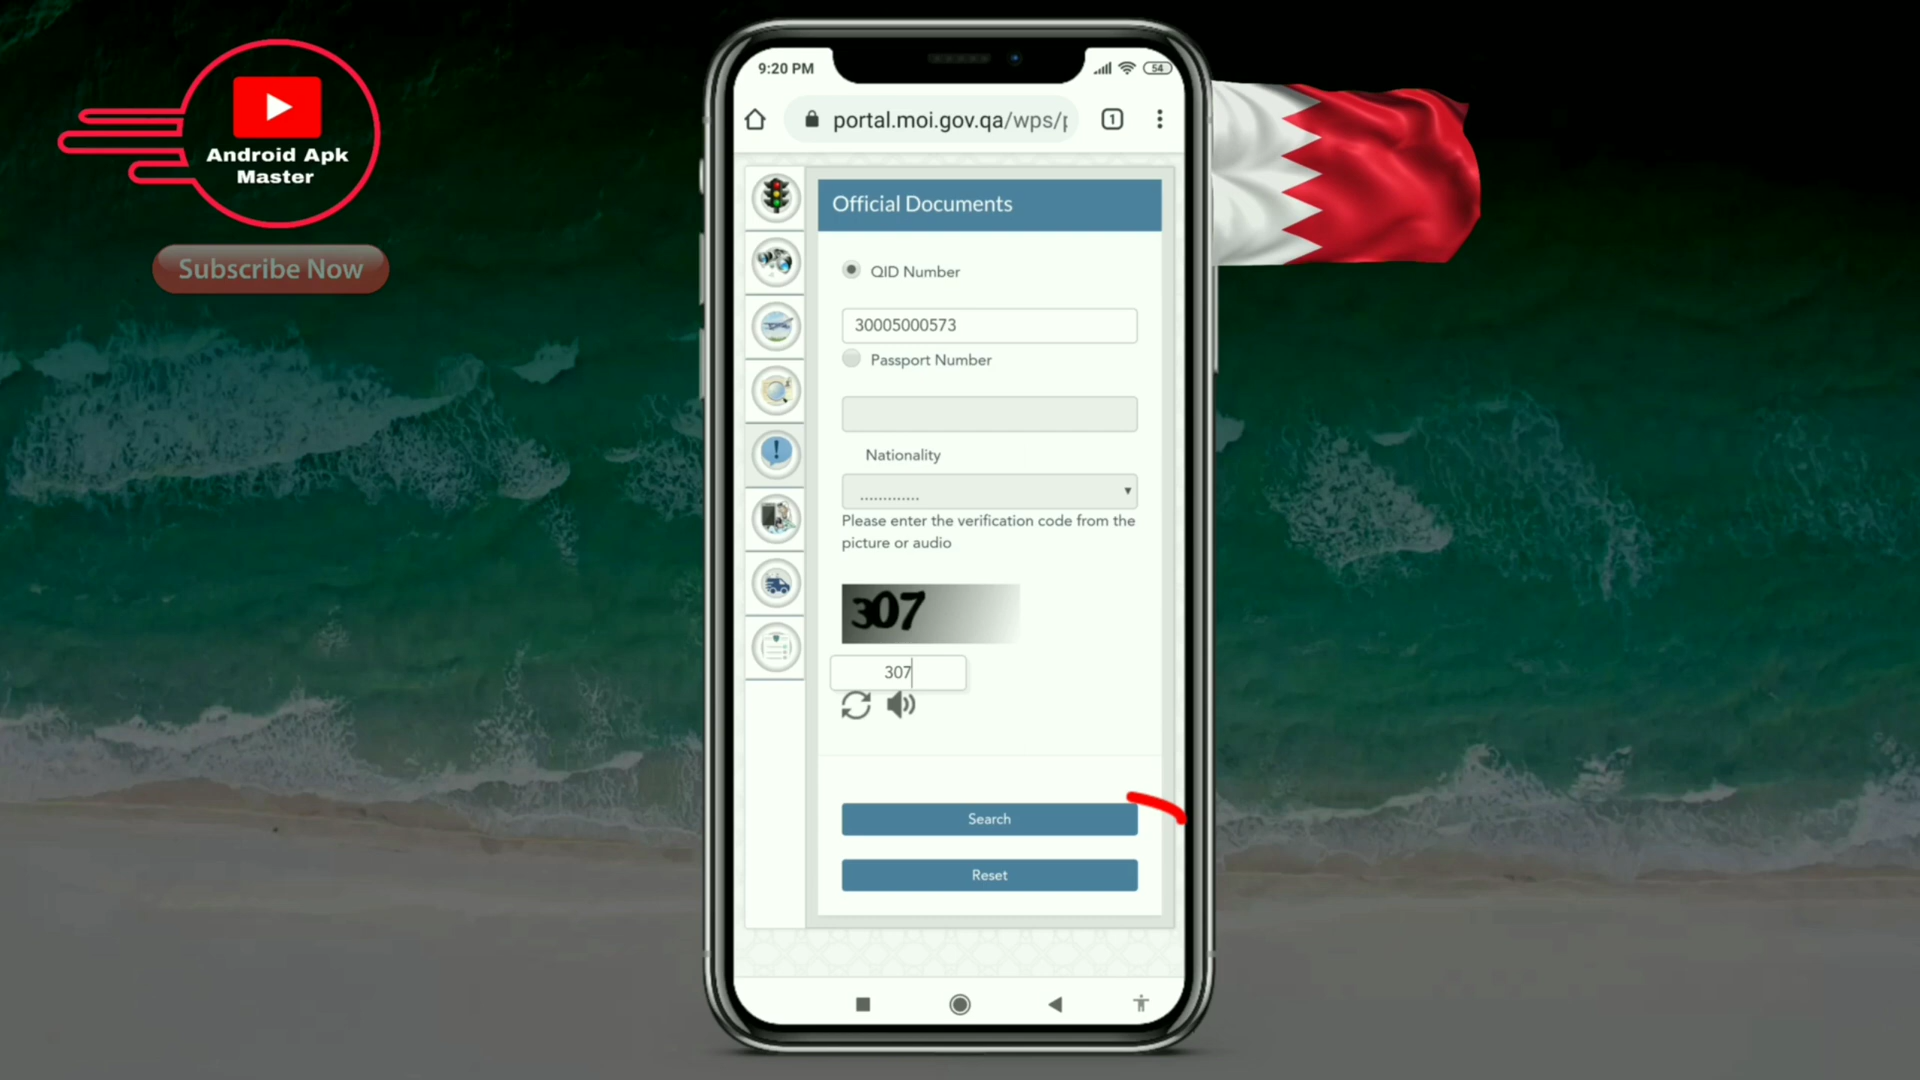 Android Apk
Master
Subscribe Now
9:20 PM
54
portal.moi.gov.qa/wps/p
1
Official Documents
QID Number
30005000573
Passport Number
Nationality
.............
Please enter the verification code from the
picture or audio
307
307
Search
Reset